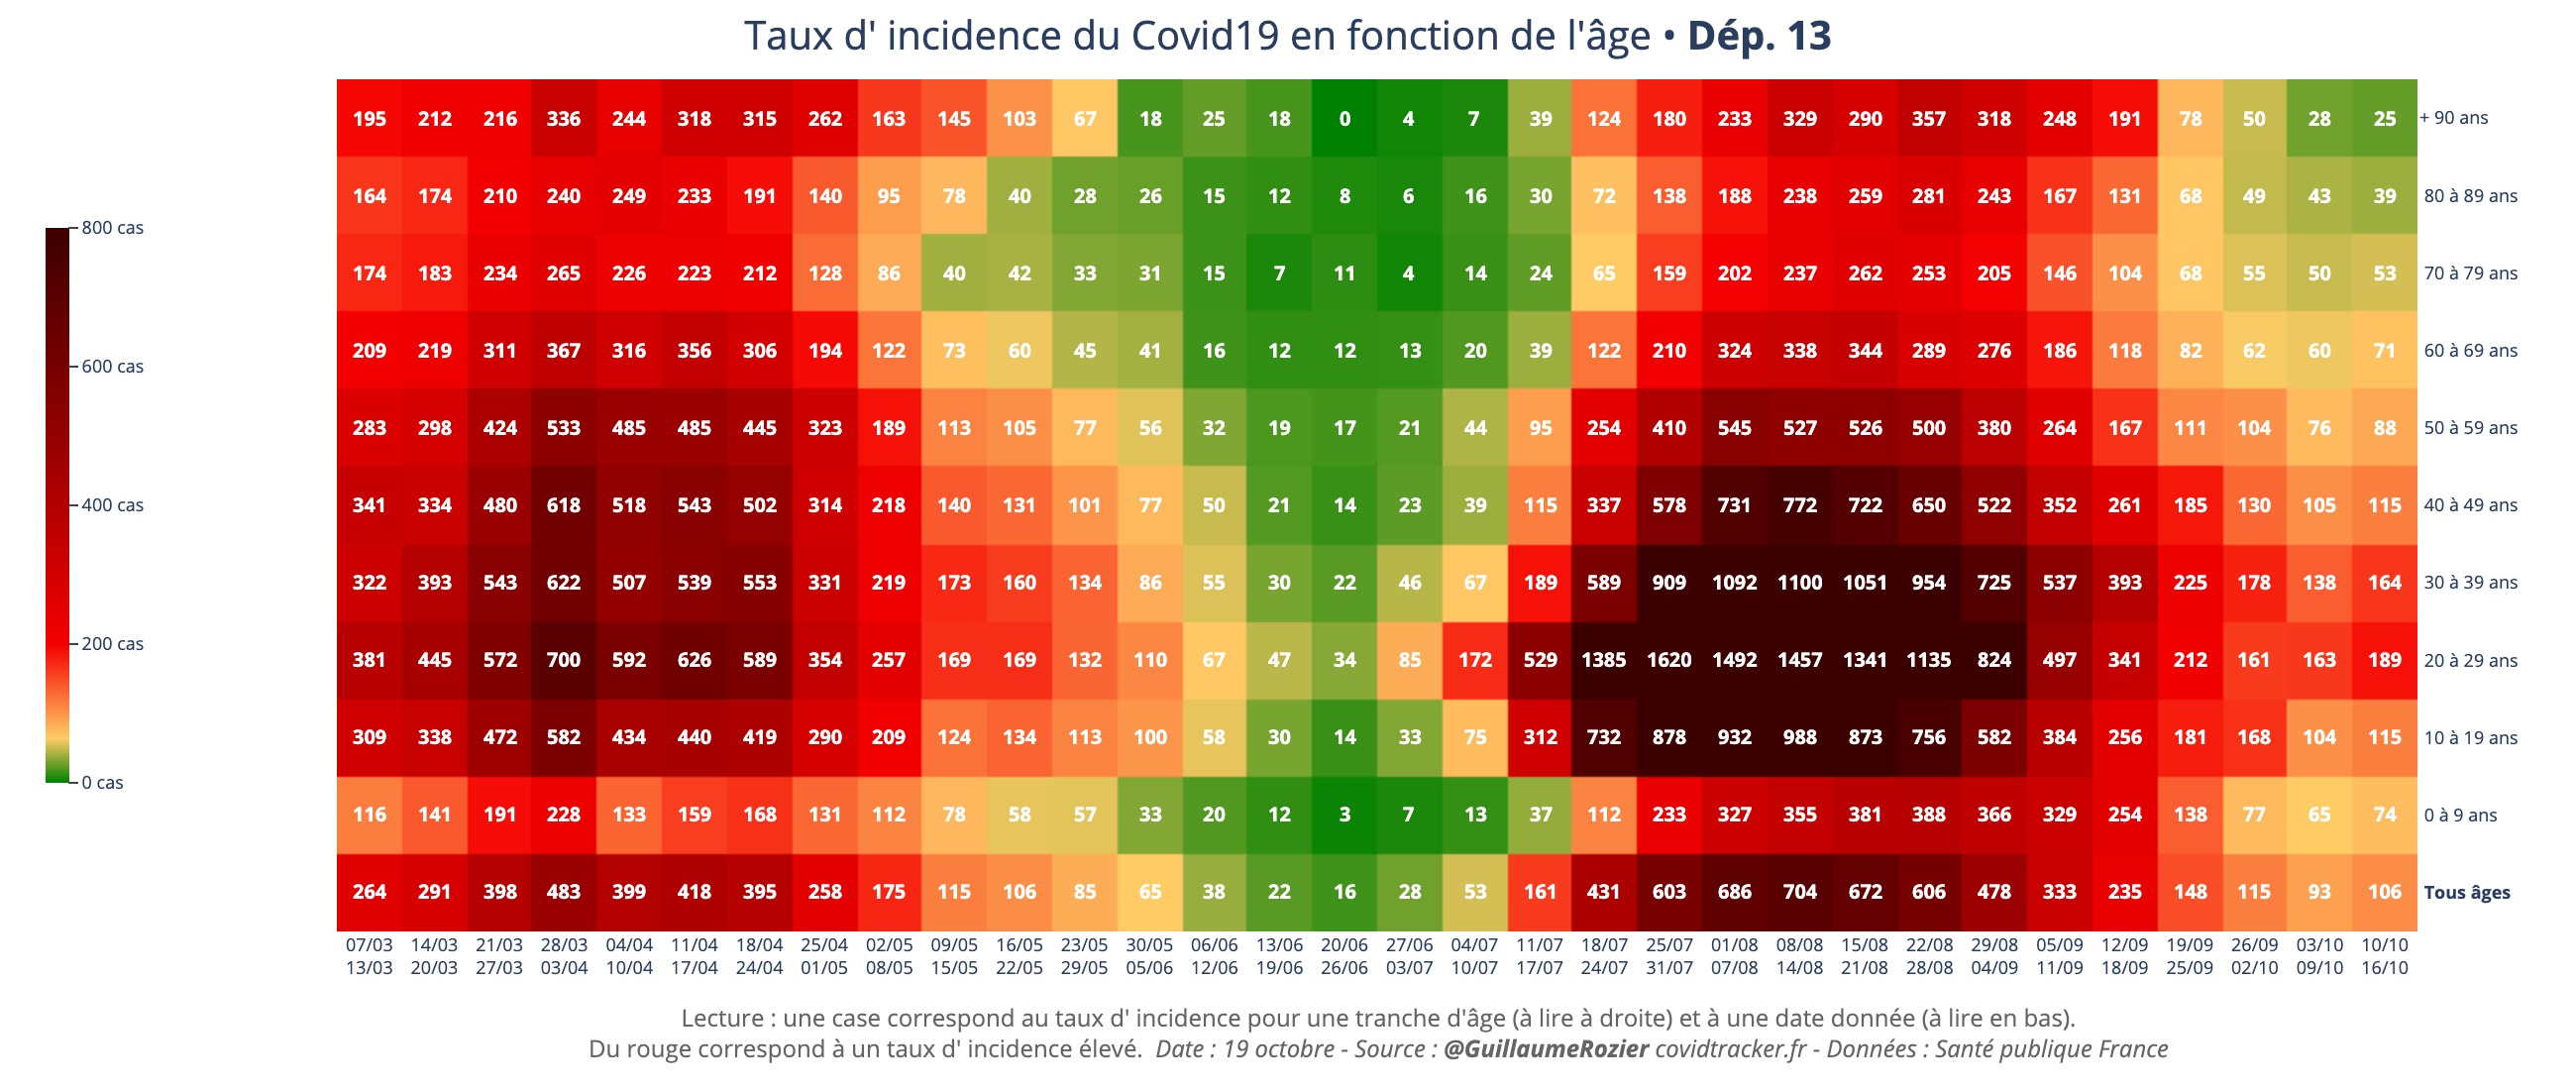 Taux d' incidence du Covid19 en fonction de l'âge • Dép. 13
195 212 216 336 244 318 315 262 163 145 103 67 18 25 18 0 4 7 39 124 180 233 329 290 357 318 248 191 78 50 28 25 + 90 ans
164 174 210 240 249 233 191 140 95 78 40 28 26 15 12 8 6 16 30 72 138 188 238 259 281 243 167 131 68 49 43 39 80 à 89 ans
800 cas
174 183 234 265 226 223 212 128 86 40 42 33 31 15 7 11 4 14 24 65 159 202 237 262 253 205 146 104 68 55 50 53 70 à 79 ans
209 219 311 367 316 356 306 194 122 73 60 45 41 16 12 12 13 20 39 122 210 324 338 344 289 276 186 118 82 62 60 71 60 à 69 ans
600 cas
283 298 424 533 485 485 445 323 189 113 105 77 56 32 19 17 21 44 95 254 410 545 527 526 500 380 264 167 111 104 76 88 50 à 59 ans
400 cas
341 334 480 618 518 543 502 314 218 140 131 101 77 50 21 14 23 39 115 337 578 731 772 722 650 522 352 261 185 130 105 115 40 à 49 ans
322 393 543 622 507 539 553 331 219 173 160 134 86 55 30 22 46 67 189 589 909 1092 1100 1051 954 725 537 393 225 178 138 164 30 à 39 ans
200 cas
381 445 572 700 592 626 589 354 257 169 169 132 110 67 47 34 85 172 529 1385 1620 1492 1457 1341 1135 824 497 341 212 161 163 189 20 à 29 ans
309 338 472 582 434 440 419 290 209 124 134 113 100 58 30 14 33 75 312 732 878 932 988 873 756 582 384 256 181 168 104 115 10 à 19 ans
0 cas
116 141 191 228 133 159 168 131 112 78 58 57 33 20 12 3 7 13 37 112 233 327 355 381 388 366 329 254 138 77 65 74 0 à 9 ans
264 291 398 483 399 418 395 258 175 115 106 85 65 38 22 16 28 53 161 431 603 686 704 672 606 478 333 235 148 115 93 106 Tous âges
07/03 14/03 21/03 28/03 04/04 11/04 18/04 25/04 02/05 09/05 16/05 23/05 30/05 06/06 13/06 20/06 27/06 04/07 11/07 18/07 25/07 01/08 08/08 15/08 22/08 29/08 05/09 12/09 19/09 26/09 03/10 10/10
13/03 20/03 27/03 03/04 10/04 17/04 24/04 01/05 08/05 15/05 22/05 29/05 05/06 12/06 19/06 26/06 03/07 10/07 17/07 24/07 31/07 07/08 14/08 21/08 28/08 04/09 11/09 18/09 25/09 02/10 09/10 16/10
Lecture : une case correspond au taux d' incidence pour une tranche d'âge (à lire à droite) et à une date donnée (à lire en bas).
Du rouge correspond à un taux d' incidence élevé. Date : 19 octobre - Source : @GuillaumeRozier covidtracker.fr - Données : Santé publique France